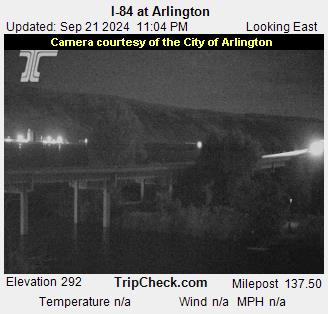 I-84 at Arlington
Updated: Sep 21 2024 11:04 PM Looking East
Camera courtesy of the City of Arlington
Elevation 292 TripCheck.com Milepost 137.50
Temperature n/a Wind n/a MPH n/a